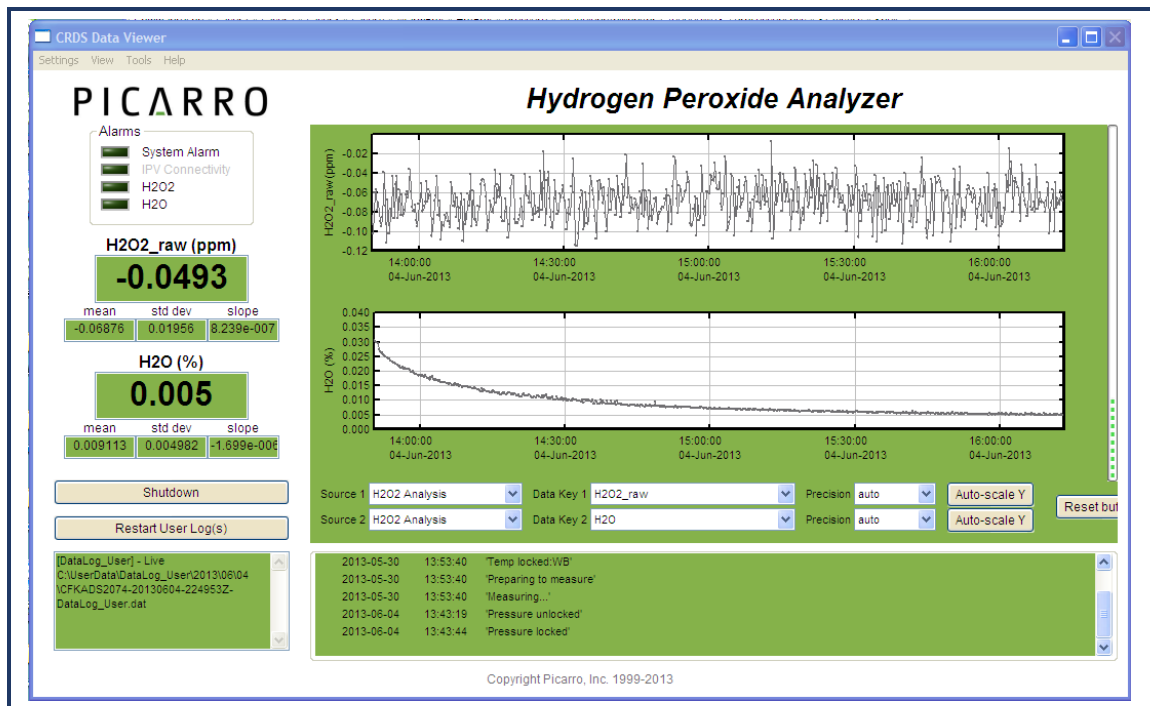 CRDS Data Viewer
Settings View Tools Help
PICARRO
Hydrogen Peroxide Analyzer
Alarms
System Alarm
IPV Connectivity
H2O2
H2O
H2O2_raw (ppm)
-0.0493
mean std dev slope
-0.06876 0.01956 8.239e-007
H2O (%)
0.005
mean std dev slope
0.009113 0.004982 -1.699e-006
Shutdown
Restart User Log(s)
[DataLog_User] - Live
C:\UserData\DataLog_User\2013\06\04
\CFKADS2074-20130604-224953Z-
DataLog_User.dat
H2O2_raw (ppm)
-0.02
-0.04
-0.06
-0.08
-0.10
-0.12
14:00:00 14:30:00 15:00:00 15:30:00 16:00:00
04-Jun-2013 04-Jun-2013 04-Jun-2013 04-Jun-2013 04-Jun-2013
H2O (%)
0.040
0.035
0.030
0.025
0.020
0.015
0.010
0.005
0.000
14:00:00 14:30:00 15:00:00 15:30:00 16:00:00
04-Jun-2013 04-Jun-2013 04-Jun-2013 04-Jun-2013 04-Jun-2013
Source 1 H2O2 Analysis Data Key 1 H2O2_raw Precision auto Auto-scale Y
Source 2 H2O2 Analysis Data Key 2 H2O Precision auto Auto-scale Y
Reset buf
2013-05-30 13:53:40 'Temp locked:WB'
2013-05-30 13:53:40 'Preparing to measure'
2013-05-30 13:53:40 'Measuring...'
2013-06-04 13:43:19 'Pressure unlocked'
2013-06-04 13:43:44 'Pressure locked'
Copyright Picarro, Inc. 1999-2013